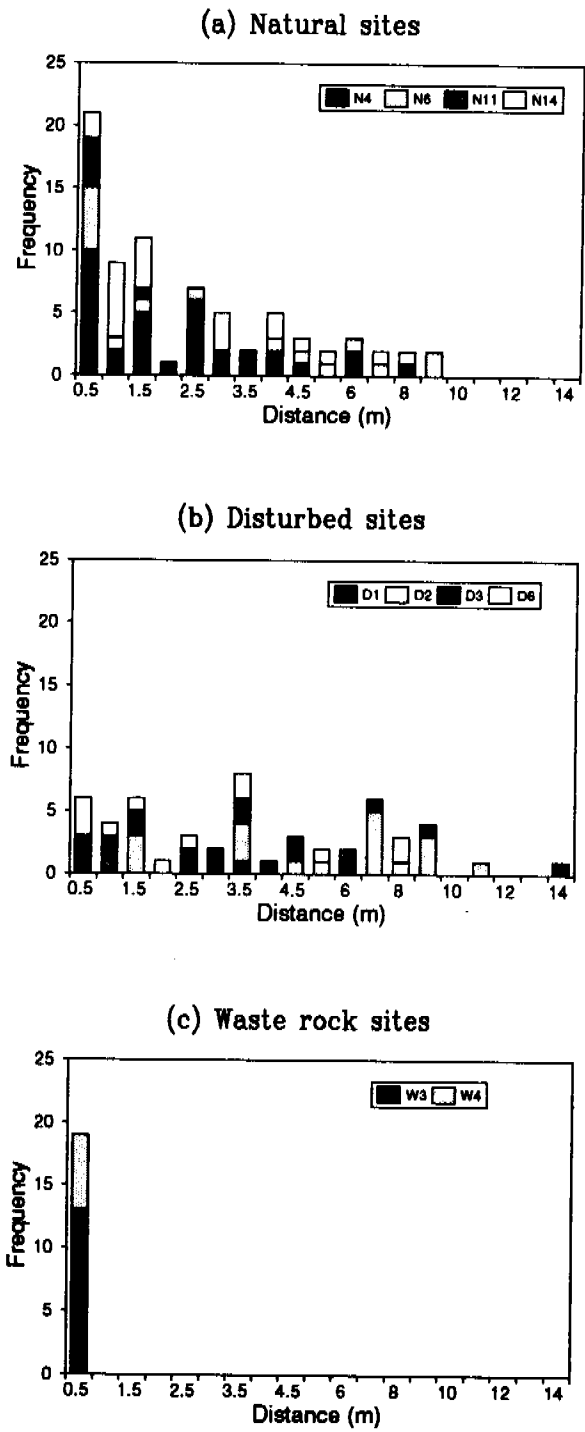 (a) Natural sites
25
20
15
10
5
0
Frequency
N4 N6 N11 N14
0.5 1.5 2.5 3.5 4.5 6 8 10 12 14
Distance (m)
(b) Disturbed sites
25
20
15
10
5
0
Frequency
D1 D2 D3 D6
0.5 1.5 2.5 3.5 4.5 6 8 10 12 14
Distance (m)
(c) Waste rock sites
25
20
15
10
5
0
Frequency
W3 W4
0.5 1.5 2.5 3.5 4.5 6 8 10 12 14
Distance (m)